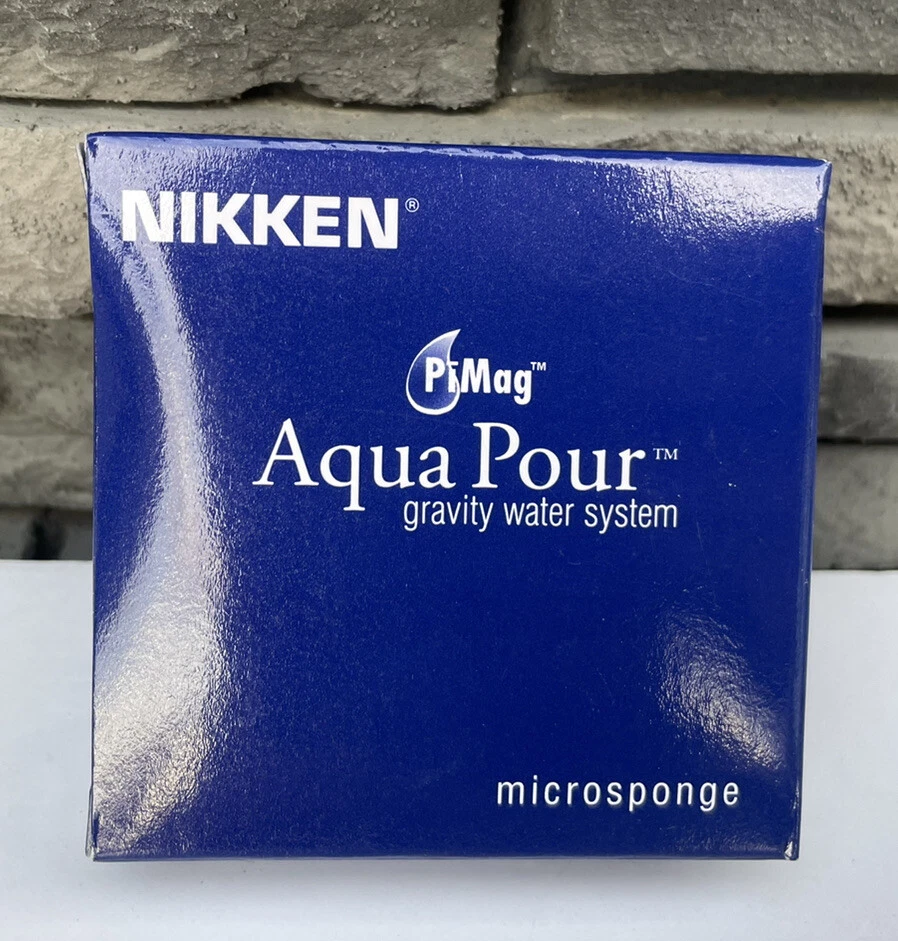 NIKKEN®
PiMag™
Aqua Pour™
gravity water system
microsponge